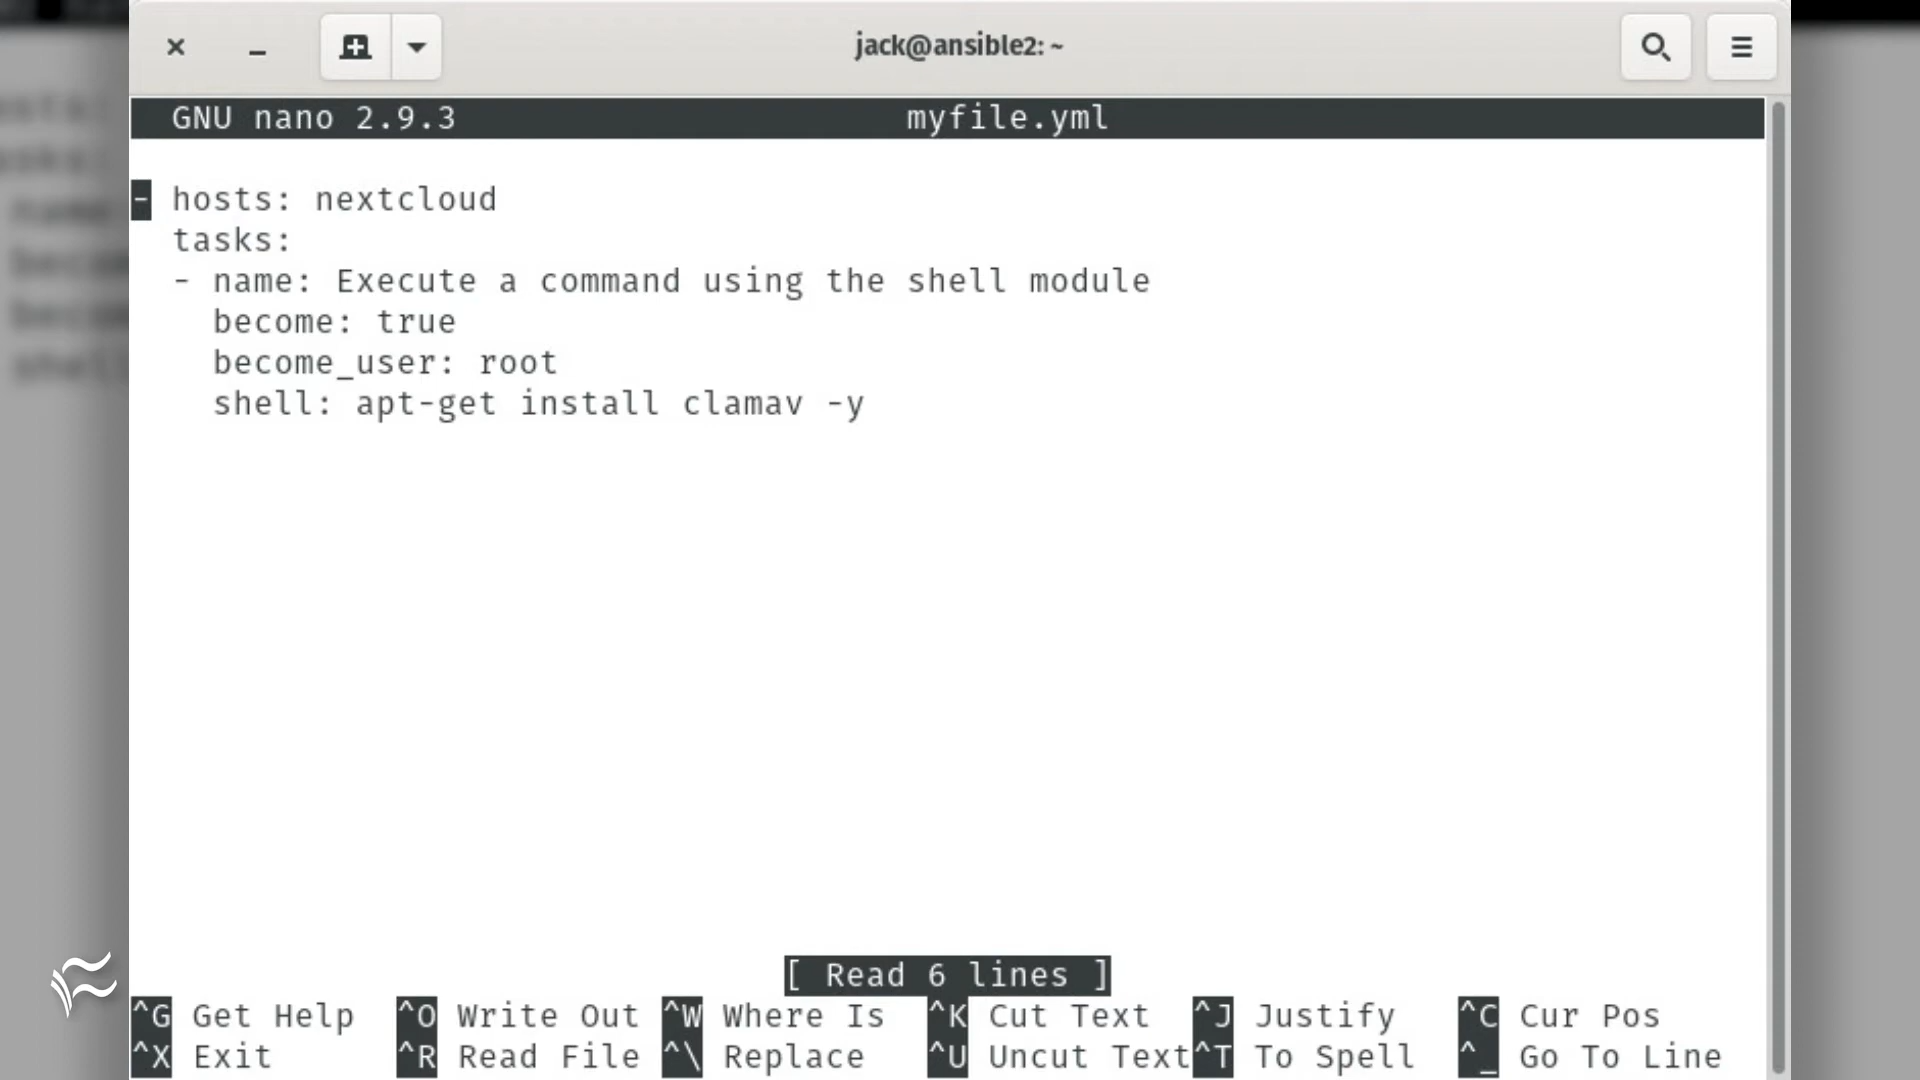 jack@ansible2: ~
GNU nano 2.9.3 myfile.yml
- hosts: nextcloud
tasks:
- name: Execute a command using the shell module
become: true
become_user: root
shell: apt-get install clamav -y
[ Read 6 lines ]
^G Get Help ^O Write Out ^W Where Is ^K Cut Text ^J Justify ^C Cur Pos
^X Exit ^R Read File ^\ Replace ^U Uncut Text ^T To Spell ^_ Go To Line